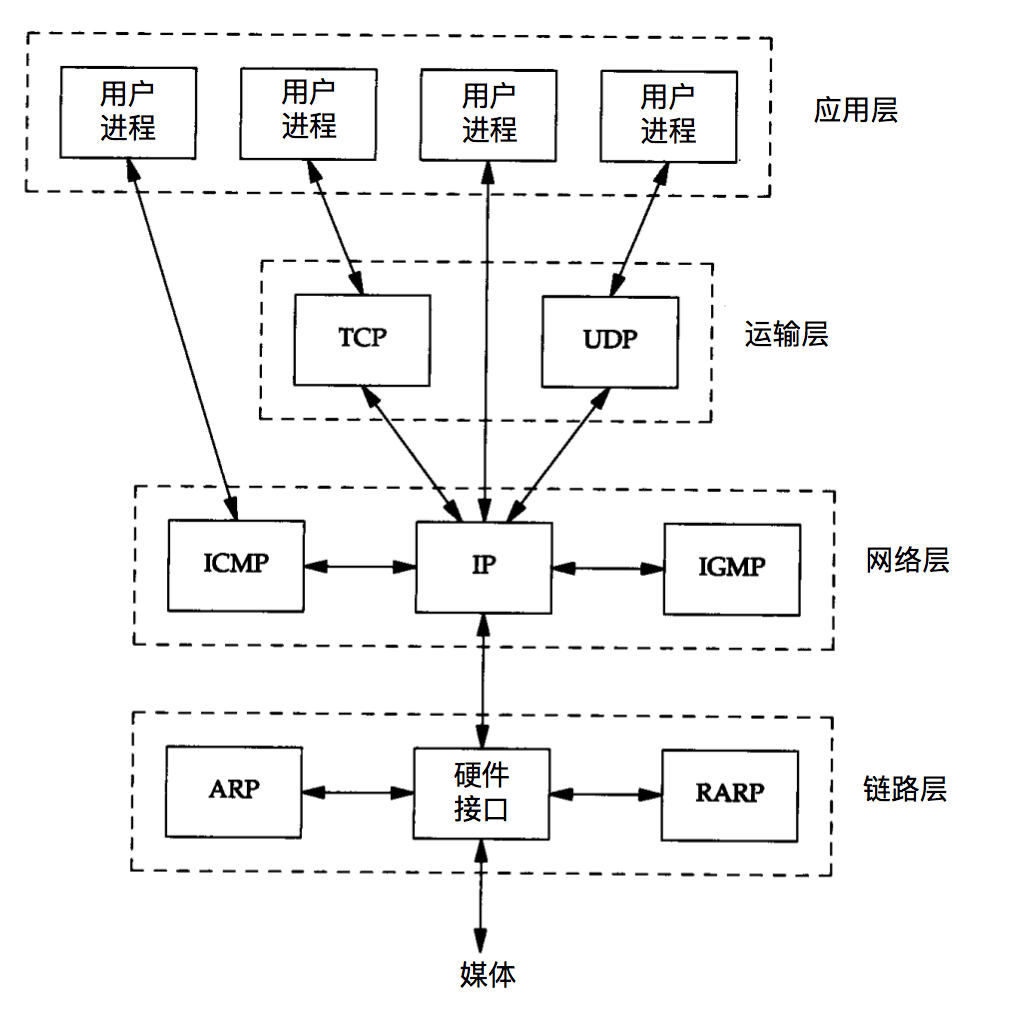 用户
进程
用户
进程
用户
进程
用户
进程
应用层
TCP
UDP
运输层
ICMP
IP
IGMP
网络层
ARP
硬件
接口
RARP
链路层
媒体